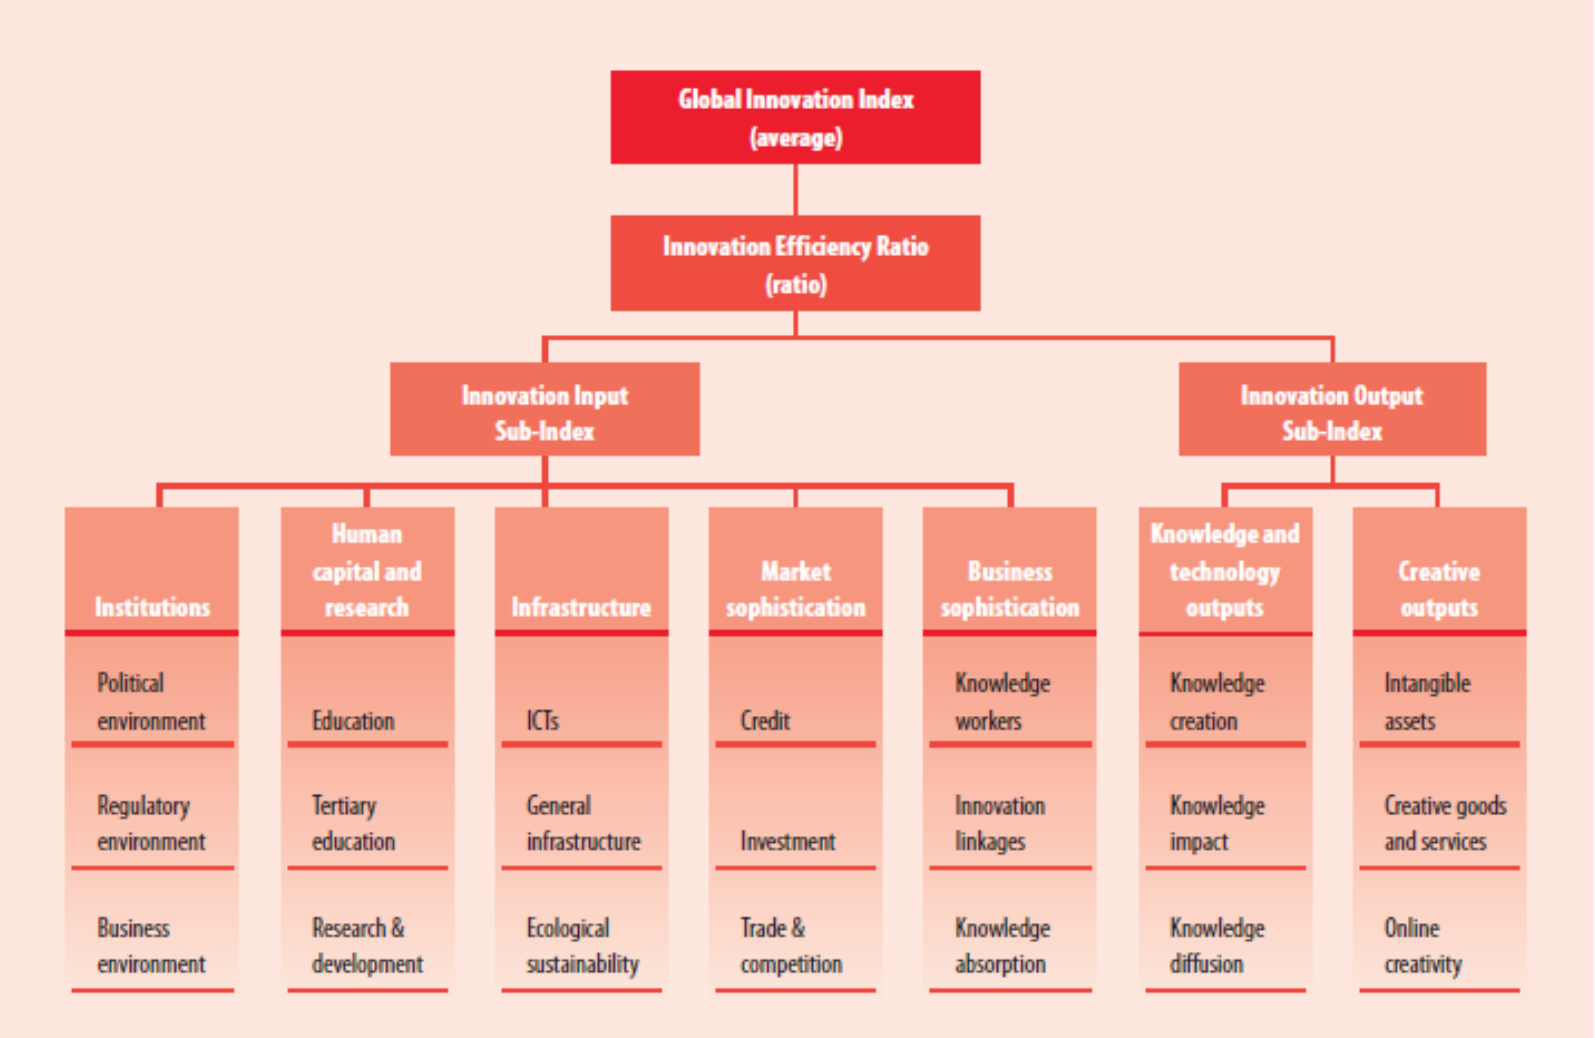 Global Innovation Index
(average)
Innovation Efficiency Ratio
(ratio)
Innovation Input
Sub-Index
Innovation Output
Sub-Index
Institutions
Human
capital and
research
Infrastructure
Market
sophistication
Business
sophistication
Knowledge and
technology
outputs
Creative
outputs
Political
environment
Education
ICTs
Credit
Knowledge
workers
Knowledge
creation
Intangible
assets
Regulatory
environment
Tertiary
education
General
infrastructure
Investment
Innovation
linkages
Knowledge
impact
Creative goods
and services
Business
environment
Research &
development
Ecological
sustainability
Trade &
competition
Knowledge
absorption
Knowledge
diffusion
Online
creativity